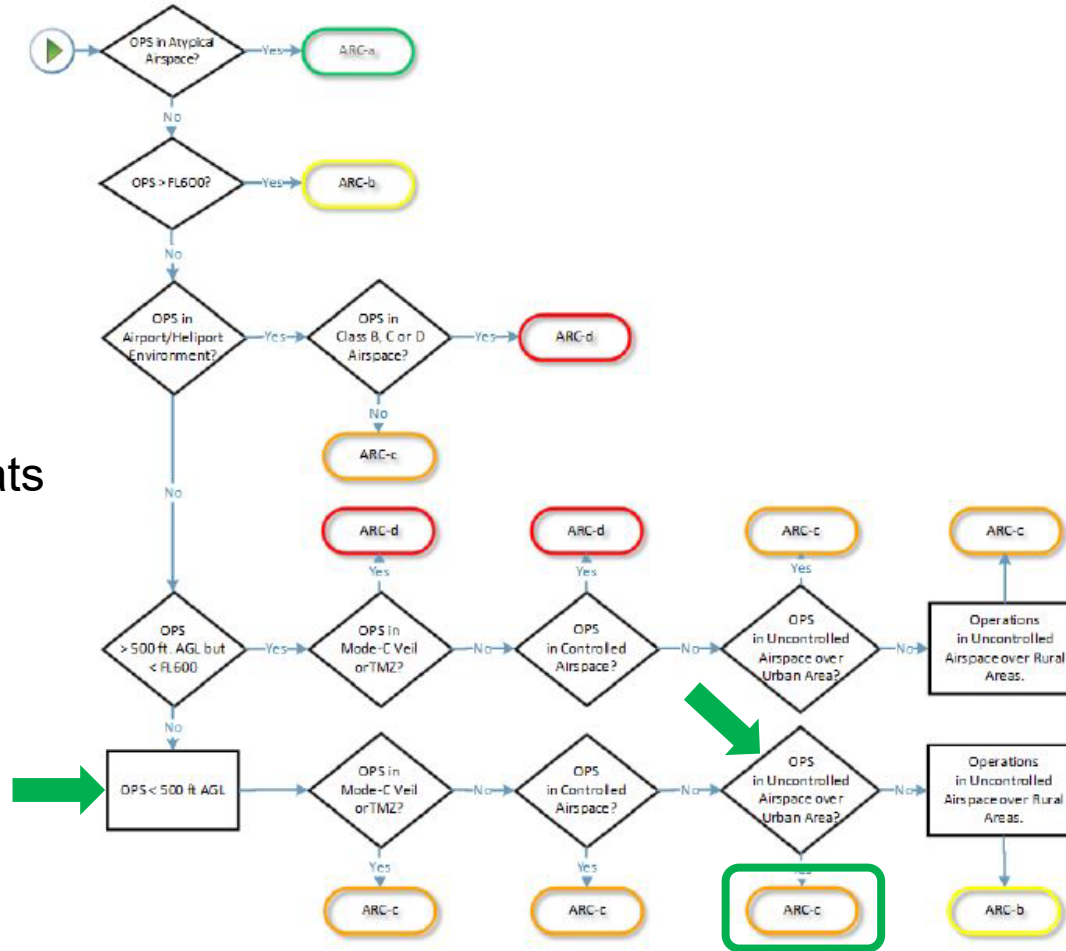 OPS in Atypical
Airspace?
Yes
ARC-a
No
OPS > FL600?
Yes
ARC-b
No
OPS in
Airport/Heliport
Environment?
Yes
OPS in
Class B, C or D
Airspace?
Yes
ARC-d
No
ARC-c
ats
No
ARC-d
ARC-d
ARC-c
ARC-c
Yes
Yes
Yes
OPS
> 500 ft. AGL but
< FL600
Yes
OPS in
Mode-C Veil
or TMZ?
No
OPS
in Controlled
Airspace?
No
OPS
in Uncontrolled
Airspace over
Urban Area?
No
Operations
in Uncontrolled
Airspace over Rural
Areas.
No
OPS < 500 ft AGL
OPS in
Mode-C Veil
or TMZ?
No
OPS
in Controlled
Airspace?
No
OPS
in Uncontrolled
Airspace over
Urban Area?
No
Operations
in Uncontrolled
Airspace over Rural
Areas.
Yes
Yes
Yes
ARC-c
ARC-c
ARC-c
ARC-b